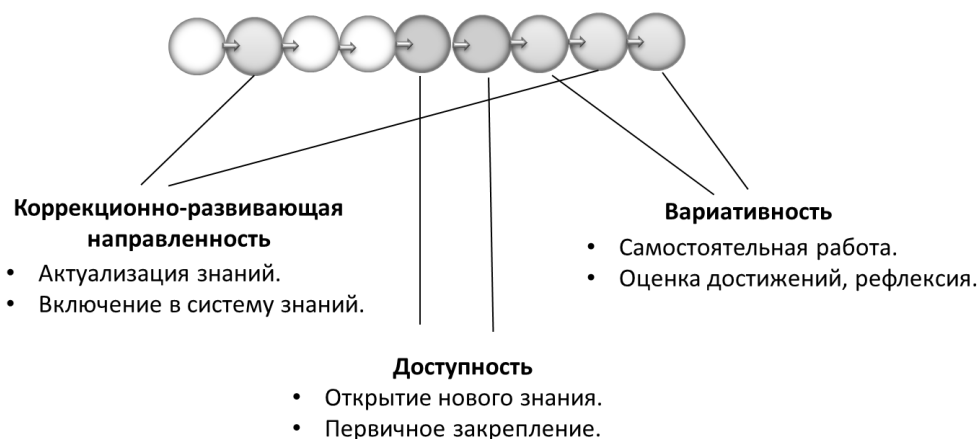 Коррекционно-развивающая
направленность
• Актуализация знаний.
• Включение в систему знаний.
Вариативность
• Самостоятельная работа.
• Оценка достижений, рефлексия.
Доступность
• Открытие нового знания.
• Первичное закрепление.